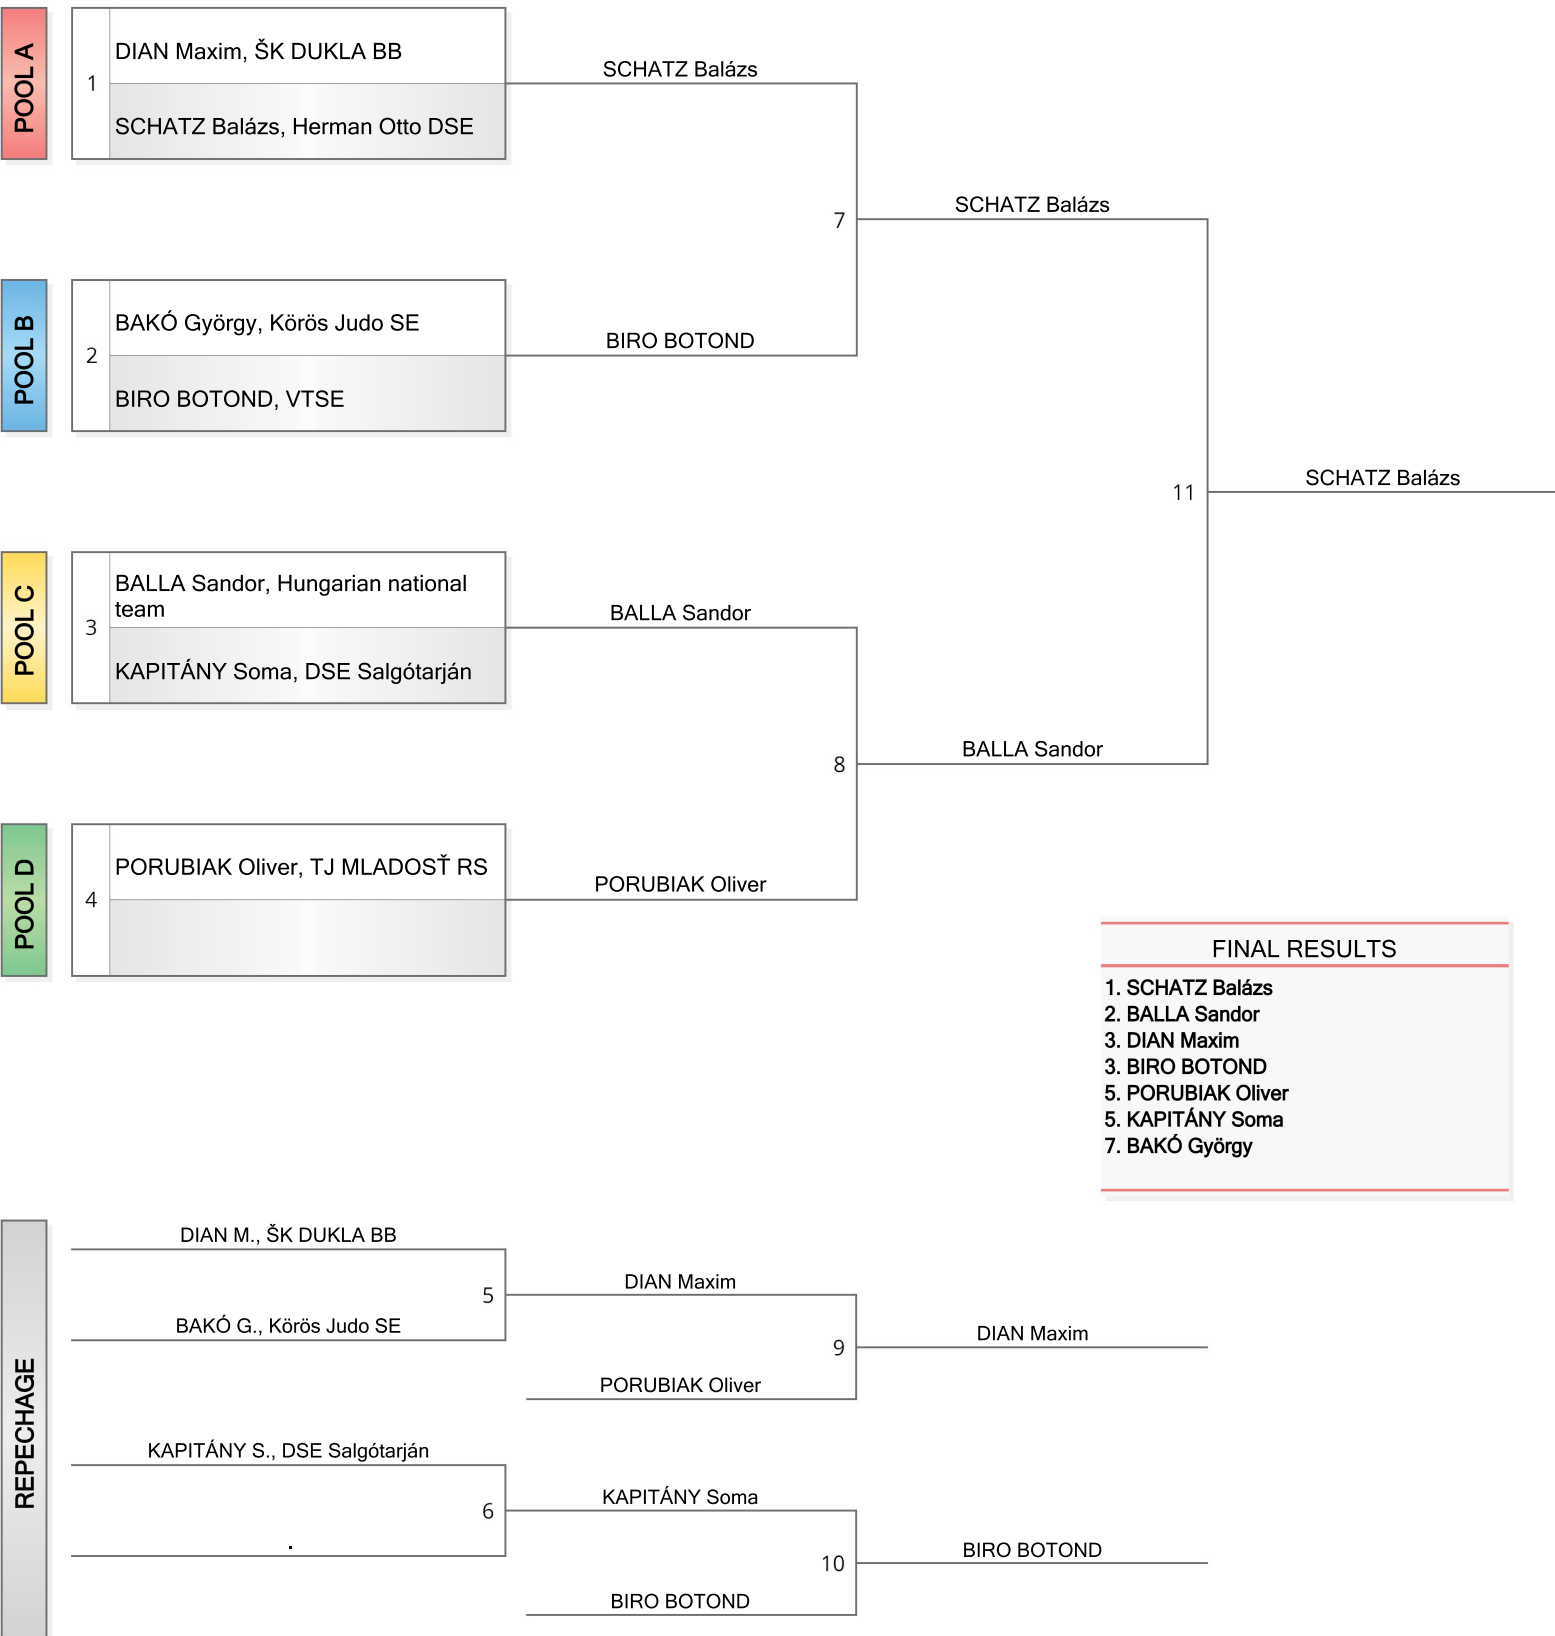 POOL A
1
DIAN Maxim, ŠK DUKLA BB
SCHATZ Balázs, Herman Otto DSE
SCHATZ Balázs
7
SCHATZ Balázs
POOL B
2
BAKÓ György, Körös Judo SE
BIRO BOTOND, VTSE
BIRO BOTOND
11
SCHATZ Balázs
POOL C
3
BALLA Sandor, Hungarian national
team
KAPITÁNY Soma, DSE Salgótarján
BALLA Sandor
8
BALLA Sandor
POOL D
4
PORUBIAK Oliver, TJ MLADOSŤ RS
PORUBIAK Oliver
FINAL RESULTS
1. SCHATZ Balázs
2. BALLA Sandor
3. DIAN Maxim
3. BIRO BOTOND
5. PORUBIAK Oliver
5. KAPITÁNY Soma
7. BAKÓ György
REPECHAGE
DIAN M., ŠK DUKLA BB
5
BAKÓ G., Körös Judo SE
DIAN Maxim
9
PORUBIAK Oliver
DIAN Maxim
KAPITÁNY S., DSE Salgótarján
6
.
KAPITÁNY Soma
10
BIRO BOTOND
BIRO BOTOND